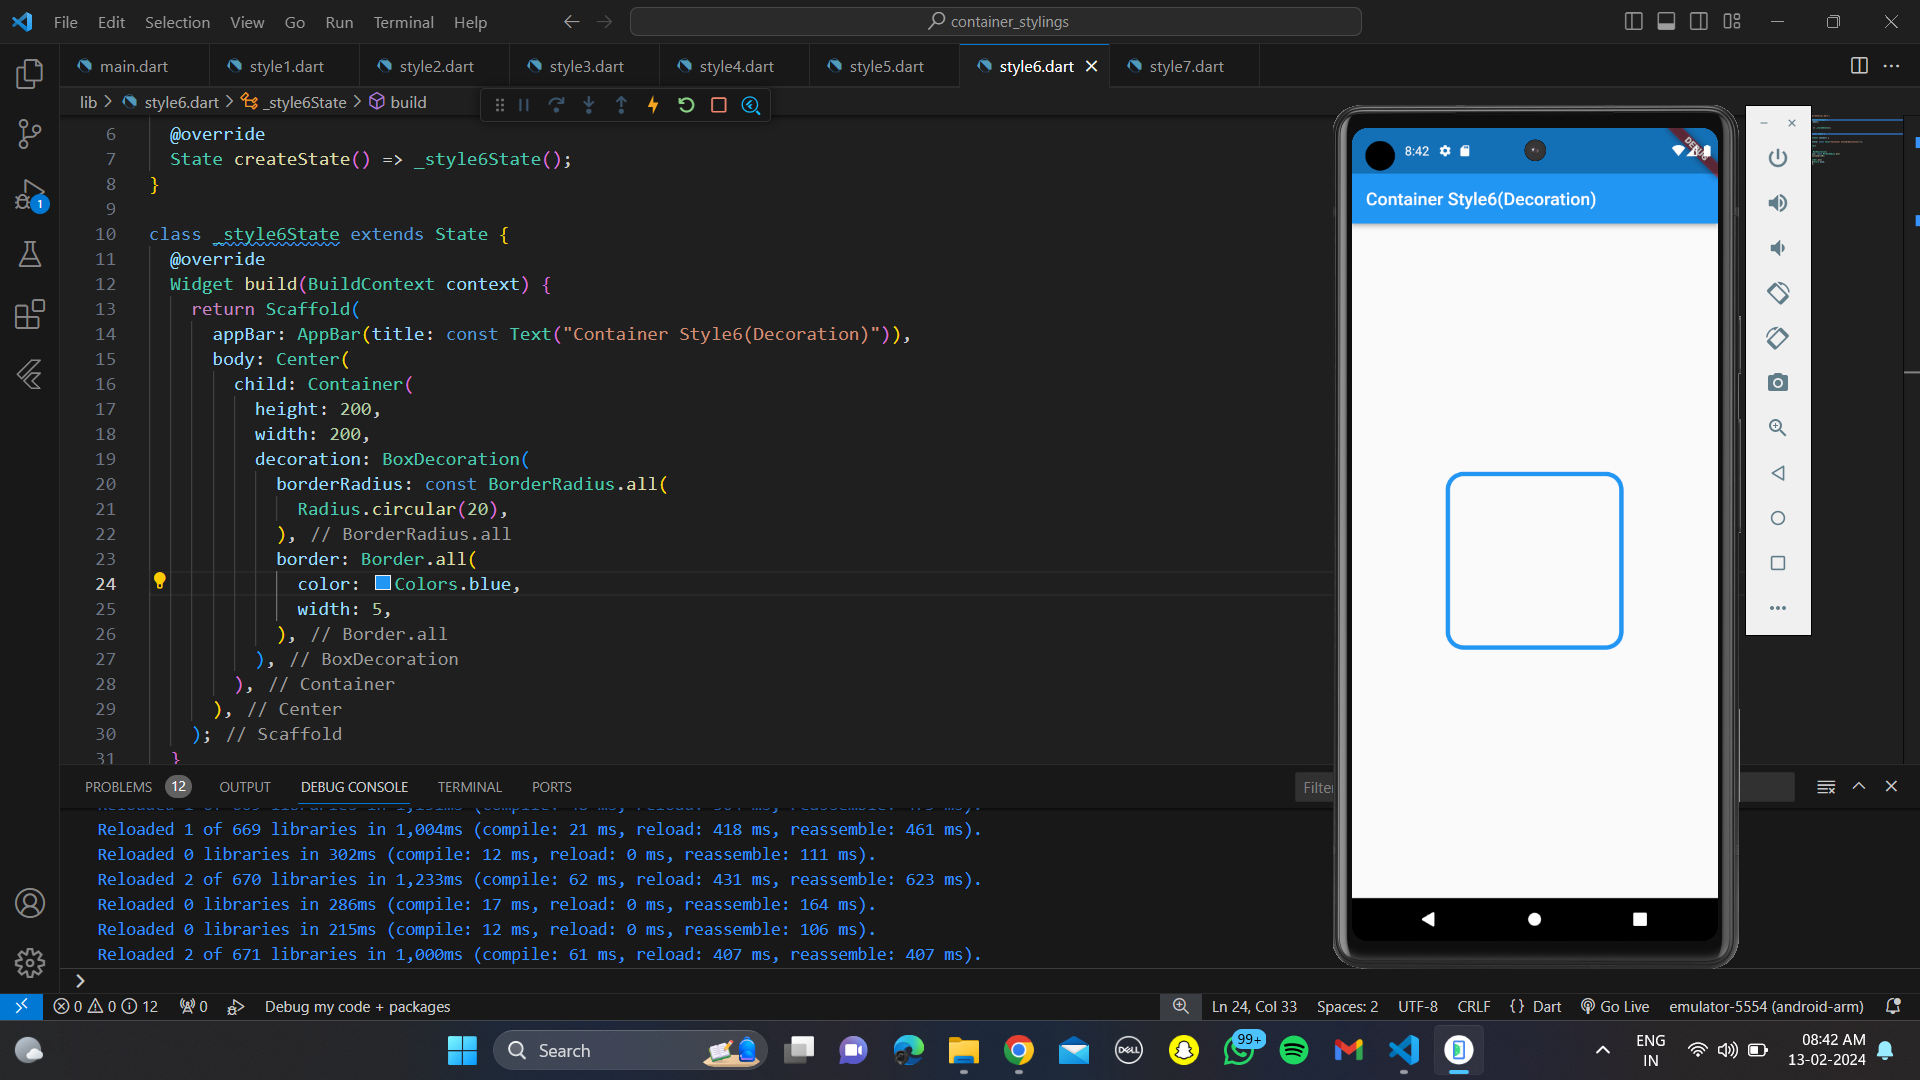 File Edit Selection View Go Run Terminal Help
container_stylings
main.dart style1.dart style2.dart style3.dart style4.dart style5.dart style6.dart style7.dart
lib style6.dart _style6State build
6 @override
7 State createState() => _style6State();
8 }
9
10 class _style6State extends State {
11 @override
12 Widget build(BuildContext context) {
13 return Scaffold(
14 appBar: AppBar(title: const Text("Container Style6(Decoration)")),
15 body: Center(
16 child: Container(
17 height: 200,
18 width: 200,
19 decoration: BoxDecoration(
20 borderRadius: const BorderRadius.all(
21 Radius.circular(20),
22 ), // BorderRadius.all
23 border: Border.all(
24 color: Colors.blue,
25 width: 5,
26 ), // Border.all
27 ), // BoxDecoration
28 ), // Container
29 ), // Center
30 ); // Scaffold
31 }
8:42
DEBUG
Container Style6(Decoration)
1
PROBLEMS 12 OUTPUT DEBUG CONSOLE TERMINAL PORTS
Filter
Reloaded 1 of 669 libraries in 1,004ms (compile: 21 ms, reload: 418 ms, reassemble: 461 ms).
Reloaded 0 libraries in 302ms (compile: 12 ms, reload: 0 ms, reassemble: 111 ms).
Reloaded 2 of 670 libraries in 1,233ms (compile: 62 ms, reload: 431 ms, reassemble: 623 ms).
Reloaded 0 libraries in 286ms (compile: 17 ms, reload: 0 ms, reassemble: 164 ms).
Reloaded 0 libraries in 215ms (compile: 12 ms, reload: 0 ms, reassemble: 106 ms).
Reloaded 2 of 671 libraries in 1,000ms (compile: 61 ms, reload: 407 ms, reassemble: 407 ms).
0 0 12 0 Debug my code + packages Ln 24, Col 33 Spaces: 2 UTF-8 CRLF {} Dart Go Live emulator-5554 (android-arm)
Search
DELL
99+
ENG
IN
08:42 AM
13-02-2024